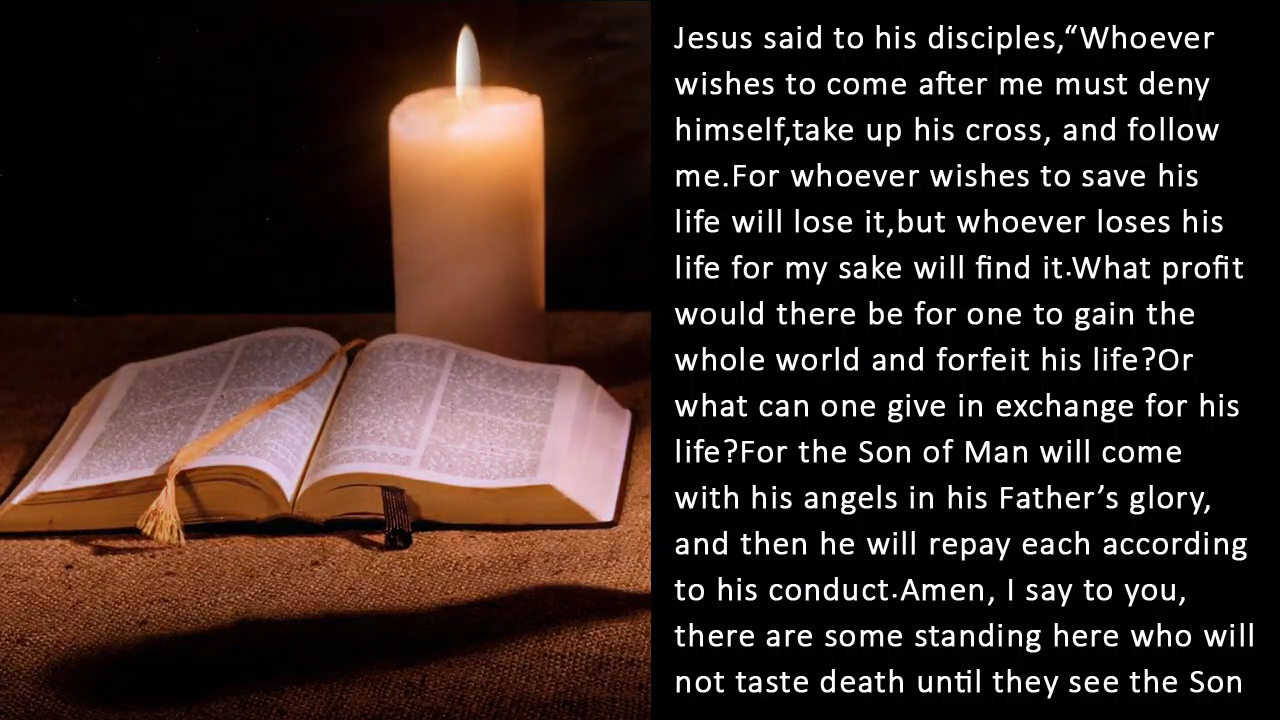 Jesus said to his disciples,“Whoever
wishes to come after me must deny
himself,take up his cross, and follow
me.For whoever wishes to save his
life will lose it,but whoever loses his
life for my sake will find it.What profit
would there be for one to gain the
whole world and forfeit his life?Or
what can one give in exchange for his
life?For the Son of Man will come
with his angels in his Father’s glory,
and then he will repay each according
to his conduct.Amen, I say to you,
there are some standing here who will
not taste death until they see the Son